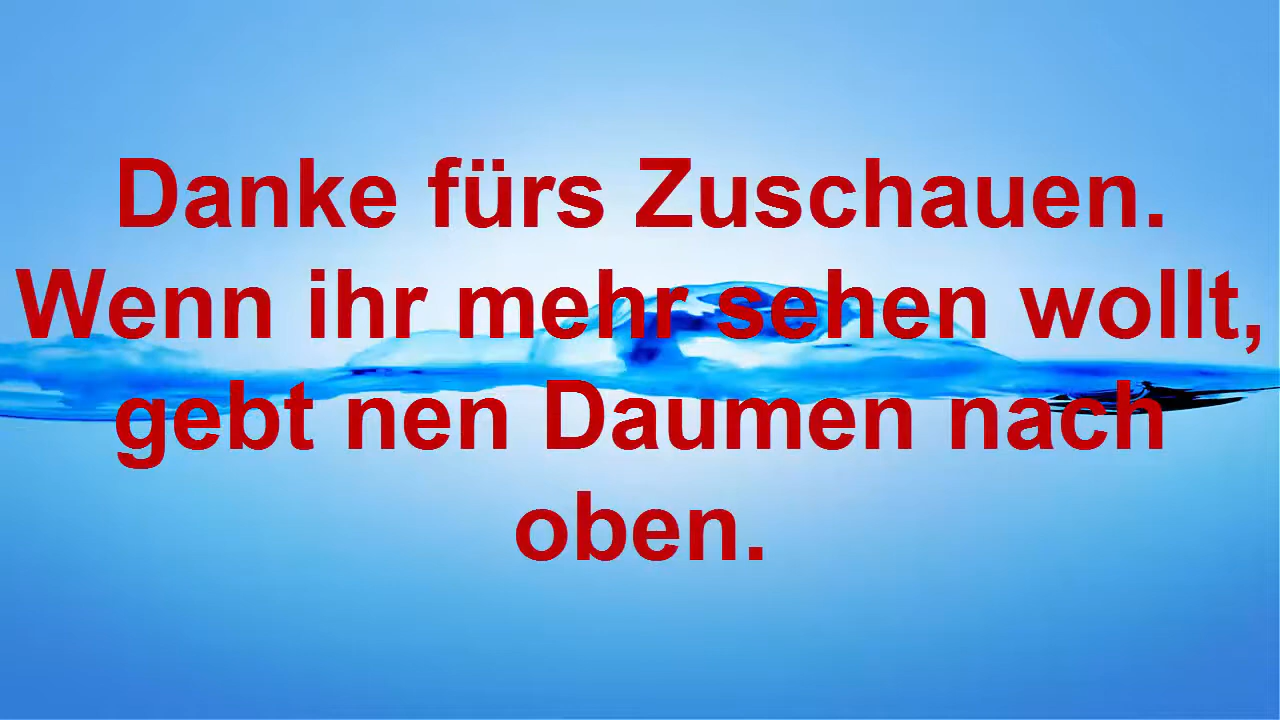 Danke fürs Zuschauen.
Wenn ihr mehr sehen wollt,
gebt nen Daumen nach
oben.